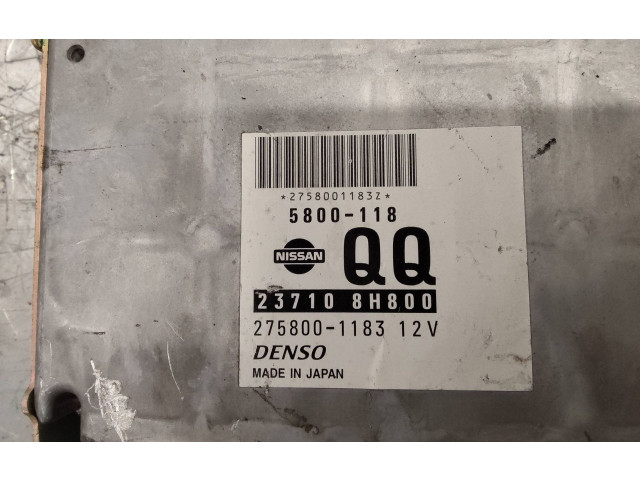 *2758001183Z*
5800-118
NISSAN QQ
23710 8H800
275800-1183 12V
DENSO
MADE IN JAPAN